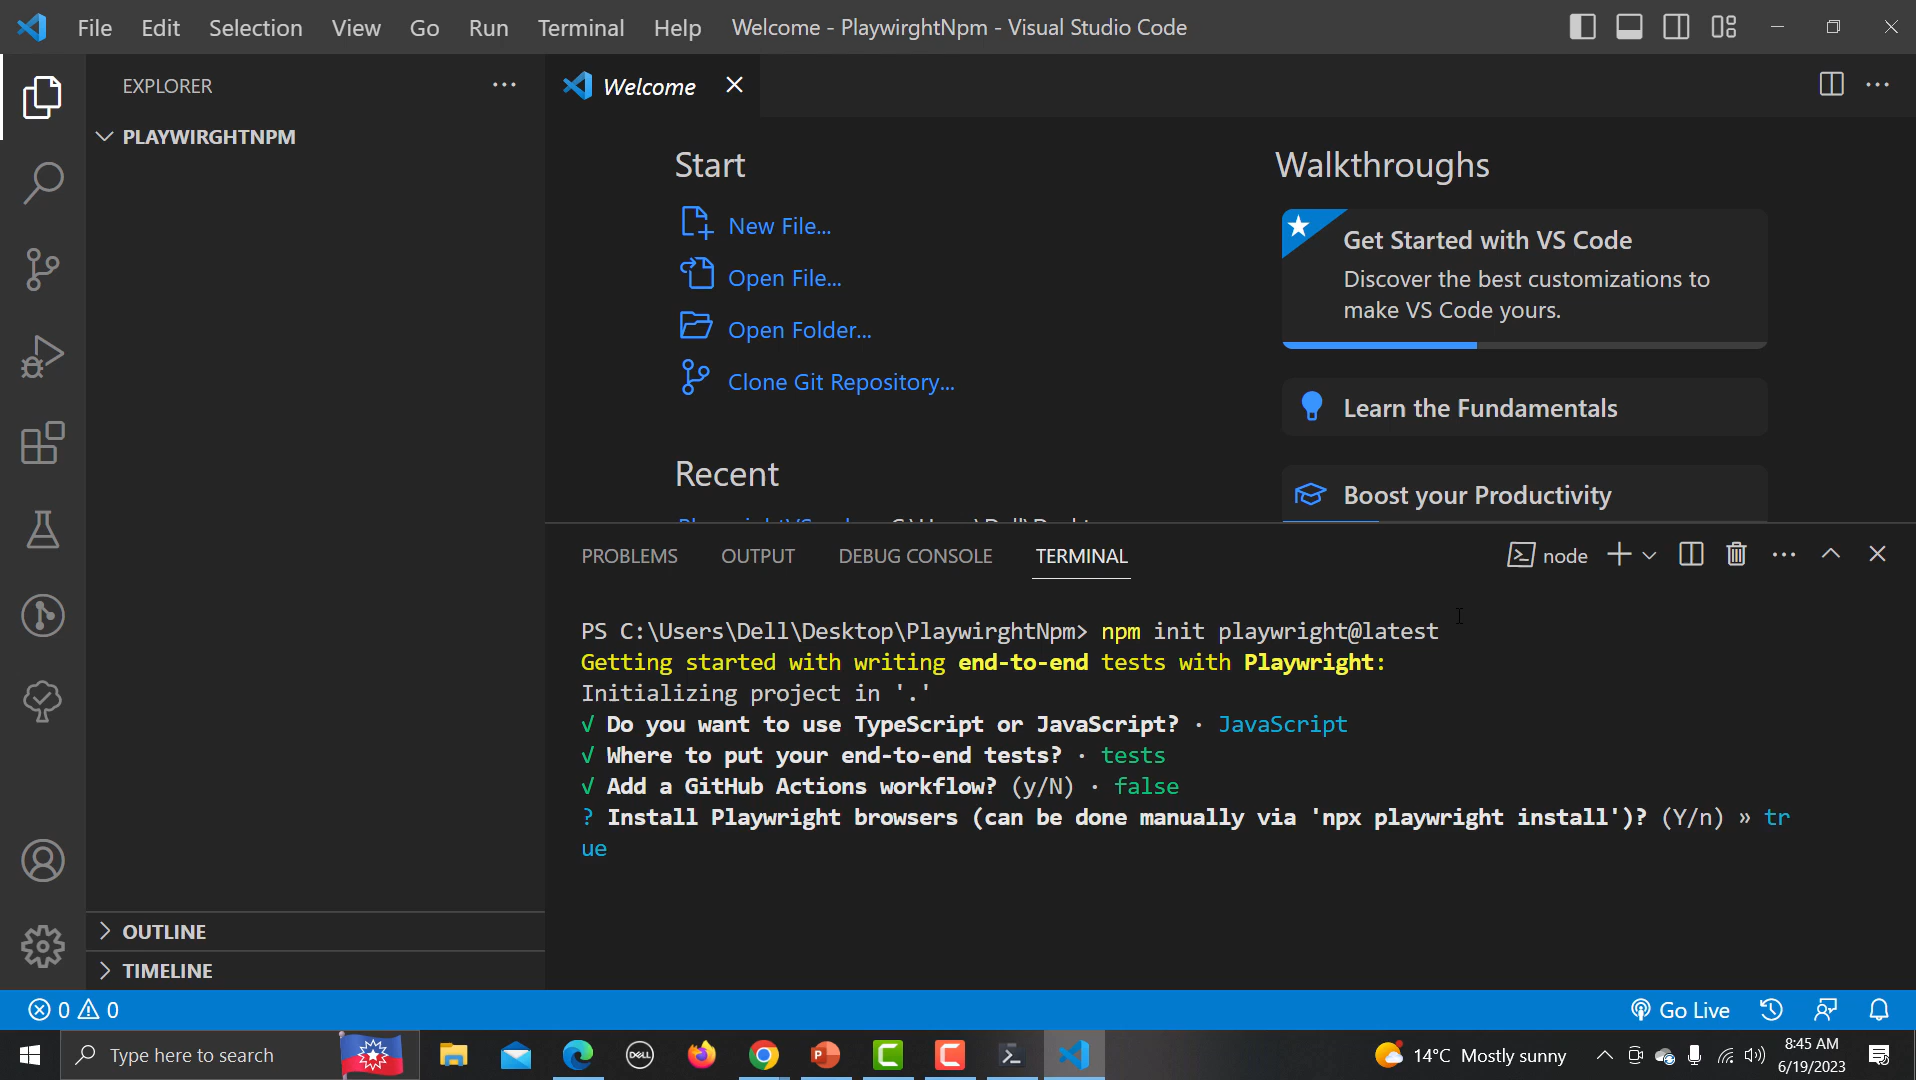 File Edit Selection View Go Run Terminal Help Welcome - PlaywirghtNpm - Visual Studio Code
EXPLORER
PLAYWIRGHTNPM
Welcome
Start
New File...
Open File...
Open Folder...
Clone Git Repository...
Recent
Walkthroughs
Get Started with VS Code
Discover the best customizations to
make VS Code yours.
Learn the Fundamentals
Boost your Productivity
PROBLEMS OUTPUT DEBUG CONSOLE TERMINAL node
PS C:\Users\Dell\Desktop\PlaywirghtNpm> npm init playwright@latest
Getting started with writing end-to-end tests with Playwright:
Initializing project in '.'
√ Do you want to use TypeScript or JavaScript? · JavaScript
√ Where to put your end-to-end tests? · tests
√ Add a GitHub Actions workflow? (y/N) · false
? Install Playwright browsers (can be done manually via 'npx playwright install')? (Y/n) » tr
ue
OUTLINE
TIMELINE
0 0 Go Live
Type here to search
DELL
14°C Mostly sunny
8:45 AM
6/19/2023